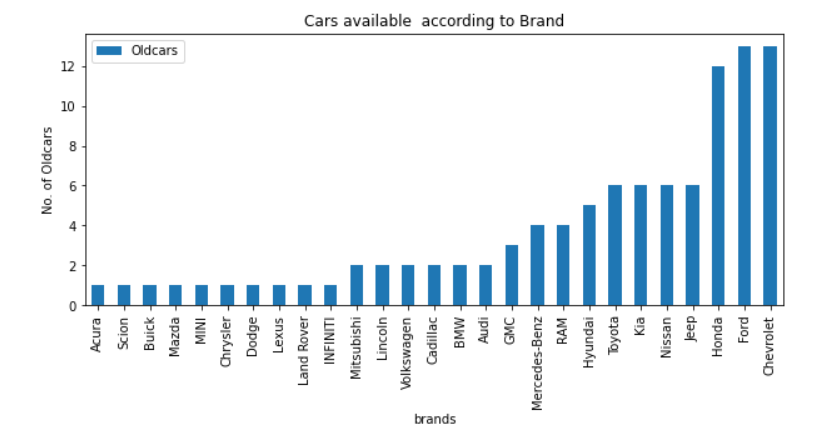 Cars available  according to Brand
Oldcars
No. of Oldcars
12
10
8
6
4
2
0
Acura
Scion
Buick
Mazda
MINI
Chrysler
Dodge
Lexus
Land Rover
INFINITI
Mitsubishi
Lincoln
Volkswagen
Cadillac
BMW
Audi
GMC
Mercedes-Benz
RAM
Hyundai
Toyota
Kia
Nissan
Jeep
Honda
Ford
Chevrolet
brands